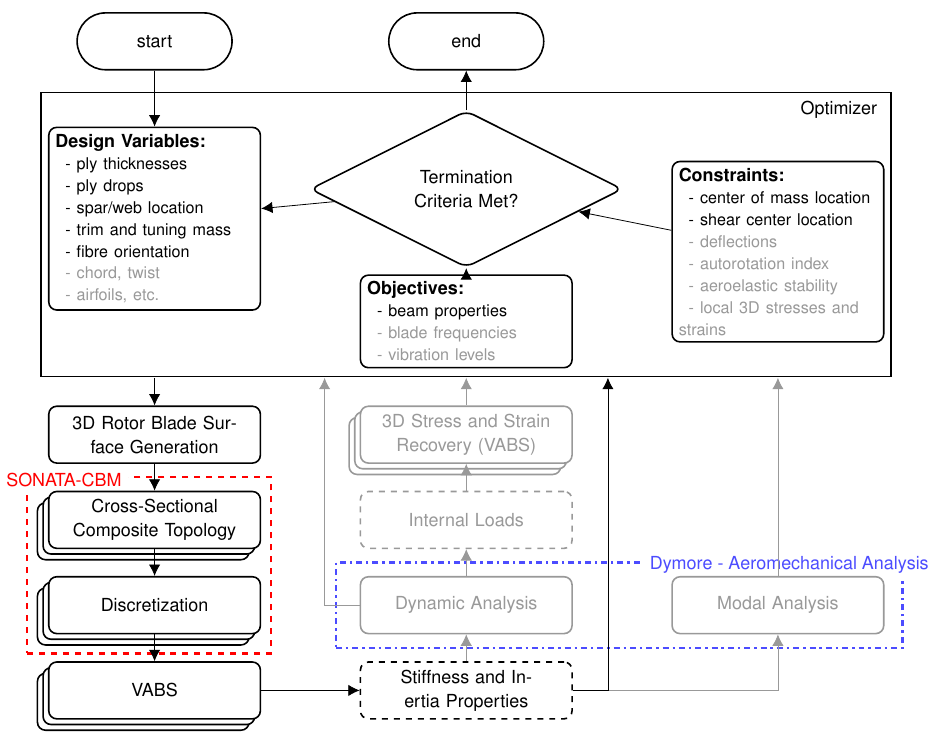 start
end
Optimizer
Design Variables:
- ply thicknesses
- ply drops
- spar/web location
- trim and tuning mass
- fibre orientation
- chord, twist
- airfoils, etc.
Termination
Criteria Met?
Constraints:
- center of mass location
- shear center location
- deflections
- autorotation index
- aeroelastic stability
- local 3D stresses and
strains
Objectives:
- beam properties
- blade frequencies
- vibration levels
3D Rotor Blade Sur-
face Generation
3D Stress and Strain
Recovery (VABS)
SONATA-CBM
Cross-Sectional
Composite Topology
Internal Loads
Dymore - Aeromechanical Analysis
Discretization
Dynamic Analysis
Modal Analysis
VABS
Stiffness and In-
ertia Properties